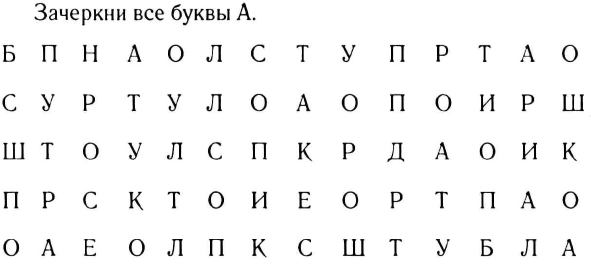 Зачеркни все буквы А.
Б П Н А О Л С Т У П Р Т А О
С У Р Т У Л О А О П О И Р Ш
Ш Т О У Л С П К Р Д А О И К
П Р С К Т О И Е О Р Т П А О
О А Е О Л П К С Ш Т У Б Л А